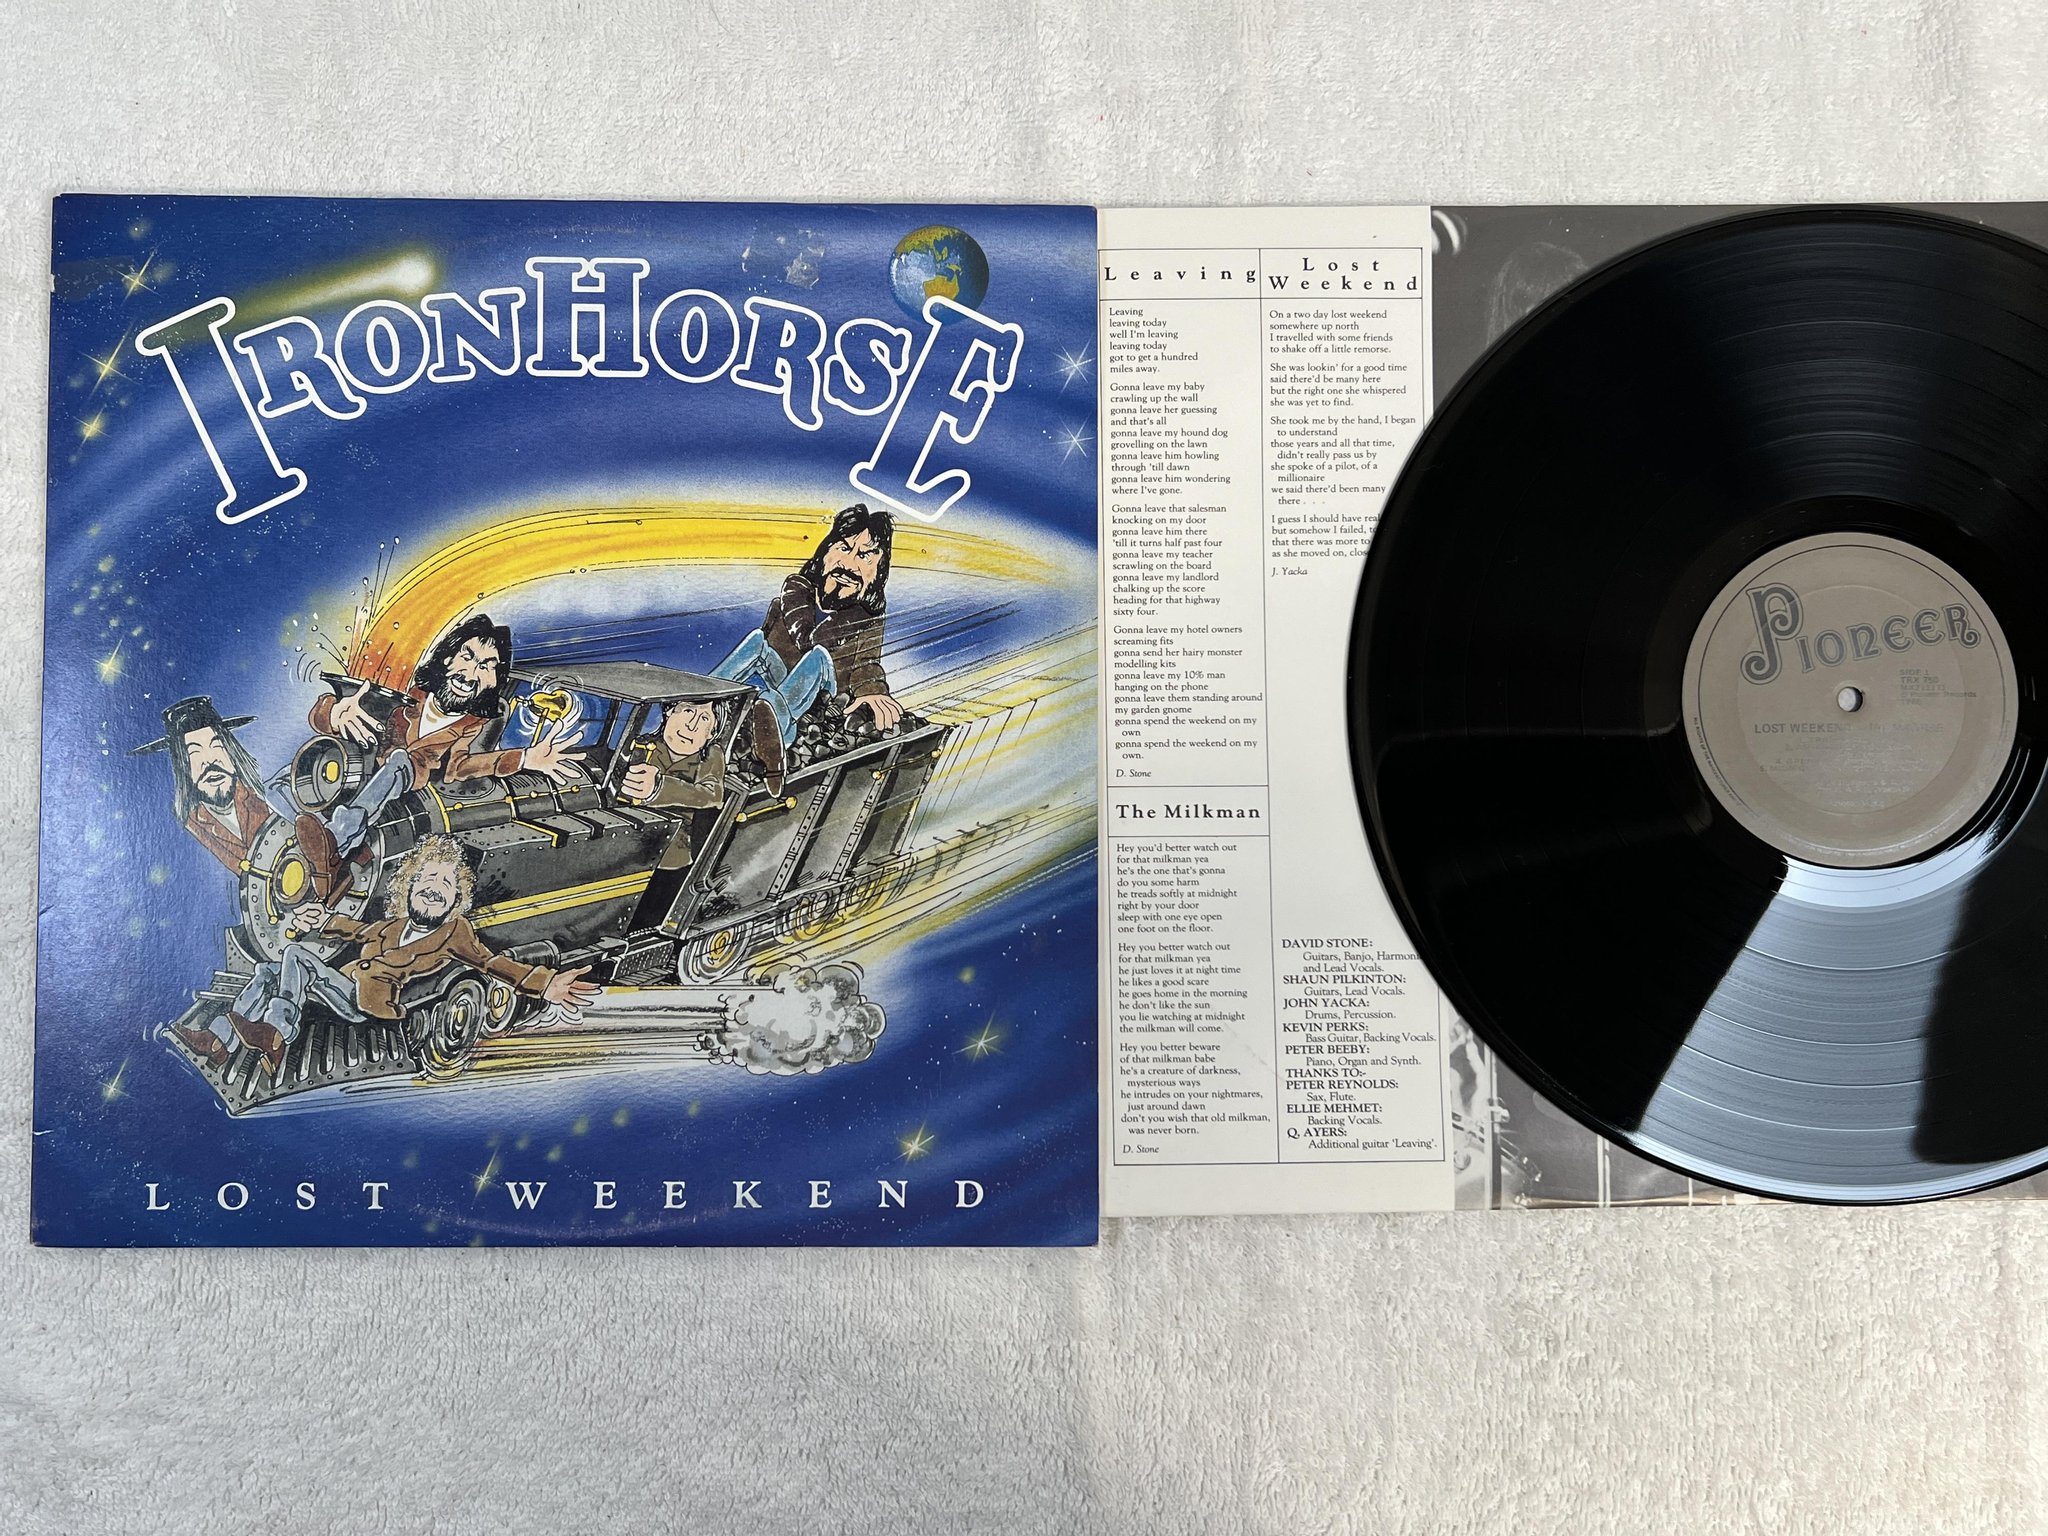 IRONHORSE
LOST WEEKEND
Leaving
Leaving
leaving today
well I'm leaving
leaving today
got to get a hundred
miles away.
Gonna leave my baby
crawling up the wall
gonna leave her guessing
and that's all
gonna leave my hound dog
grovelling on the lawn
gonna leave him howling
through 'till dawn
gonna leave him wondering
where I've gone.
Gonna leave that salesman
knocking on my door
gonna leave him there
'till it turns half past four
gonna leave my teacher
scrawling on the board
gonna leave my landlord
chalking up the score
heading for that highway
sixty four.
Gonna leave my hotel owners
screaming fits
gonna send her hairy monster
modelling kits
gonna leave my 10% man
hanging on the phone
gonna leave them standing around
my garden gnome
gonna spend the weekend on my
own
gonna spend the weekend on my
own.
D. Stone
The Milkman
Hey you'd better watch out
for that milkman yea
he's the one that's gonna
do you some harm
he treads softly at midnight
right by your door
sleep with one eye open
one foot on the floor.
Hey you better watch out
for that milkman yea
he just loves it at night time
he likes a good scare
he goes home in the morning
he don't like the sun
you lie watching at midnight
the milkman will come.
Hey you better beware
of that milkman babe
he's a creature of darkness,
mysterious ways
he intrudes on your nightmares,
just around dawn
don't you wish that old milkman,
was never born.
D. Stone
Lost
Weekend
On a two day lost weekend
somewhere up north
I travelled with some friends
to shake off a little remorse.
She was lookin' for a good time
said there'd be many here
but the right one she whispered
she was yet to find.
She took me by the hand, I began
to understand
those years and all that time,
didn't really pass us by
she spoke of a pilot, of a
millionaire
we said there'd been many
there . . .
I guess I should have
but somehow I failed,
that there was more to
as she moved on,
J. Yacka
DAVID STONE:
Guitars, Banjo,
and Lead Vocals.
SHAUN PILKINTON:
Guitars, Lead Vocals.
JOHN YACKA:
Drums, Percussion.
KEVIN PERKS:
Bass Guitar, Backing Vocals.
PETER BEEBY:
Piano, Organ and Synth.
THANKS TO:-
PETER REYNOLDS:
Sax, Flute.
ELLIE MEHMET:
Backing Vocals.
Q. AYERS:
Additional guitar 'Leaving'.
PIONEER
SIDE 1
TRX 750
LOST WEEKEND